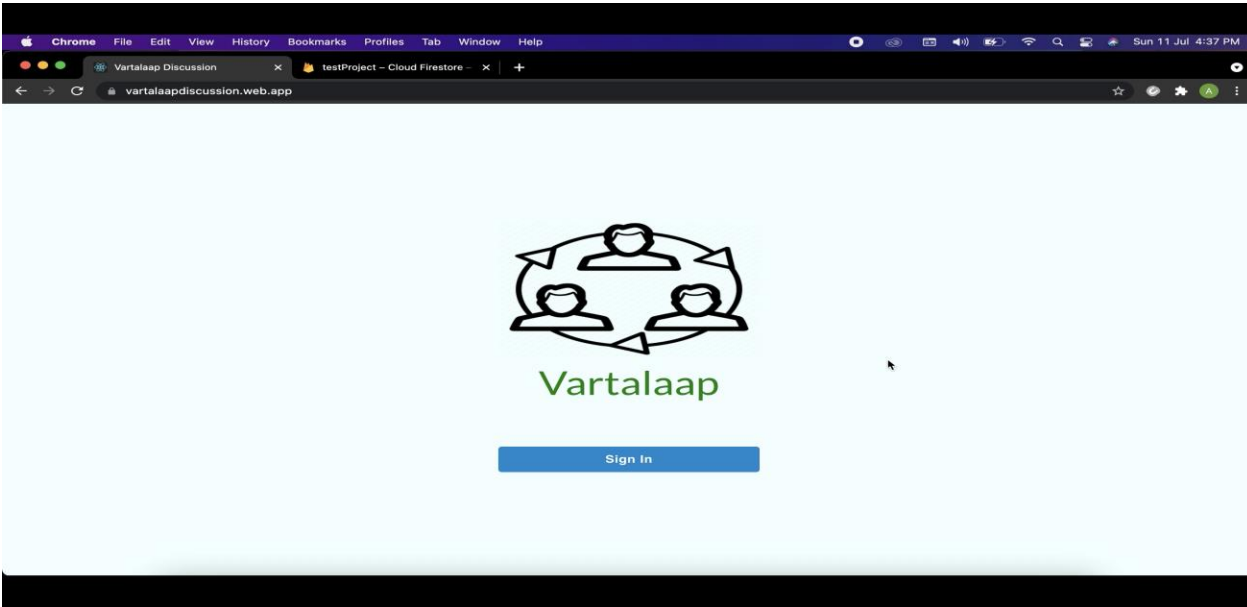 Chrome File Edit View History Bookmarks Profiles Tab Window Help Sun 11 Jul 4:37 PM
Vartalaap Discussion testProject – Cloud Firestore –
vartalaapdiscussion.web.app A
Vartalaap
Sign In